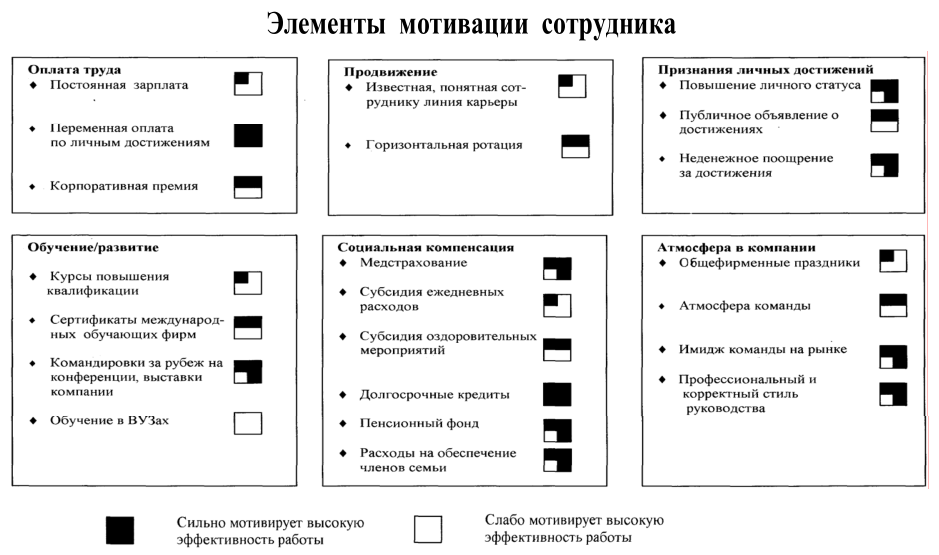 Элементы мотивации сотрудника
Оплата труда
♦ Постоянная зарплата
♦ Переменная оплата
по личным достижениям
♦ Корпоративная премия
Продвижение
♦ Известная, понятная сот-
руднику линия карьеры
♦ Горизонтальная ротация
Признания личных достижений
♦ Повышение личного статуса
♦ Публичное объявление о
достижениях
♦ Неденежное поощрение
за достижения
Обучение/развитие
♦ Курсы повышения
квалификации
♦ Сертификаты международ-
ных обучающих фирм
♦ Командировки за рубеж на
конференции, выставки
компании
♦ Обучение в ВУЗах
Социальная компенсация
♦ Медстрахование
♦ Субсидия ежедневных
расходов
♦ Субсидия оздоровительных
мероприятий
♦ Долгосрочные кредиты
♦ Пенсионный фонд
♦ Расходы на обеспечение
членов семьи
Атмосфера в компании
♦ Общефирменные праздники
♦ Атмосфера команды
♦ Имидж команды на рынке
♦ Профессиональный и
корректный стиль
руководства
Сильно мотивирует высокую
эффективность работы
Слабо мотивирует высокую
эффективность работы